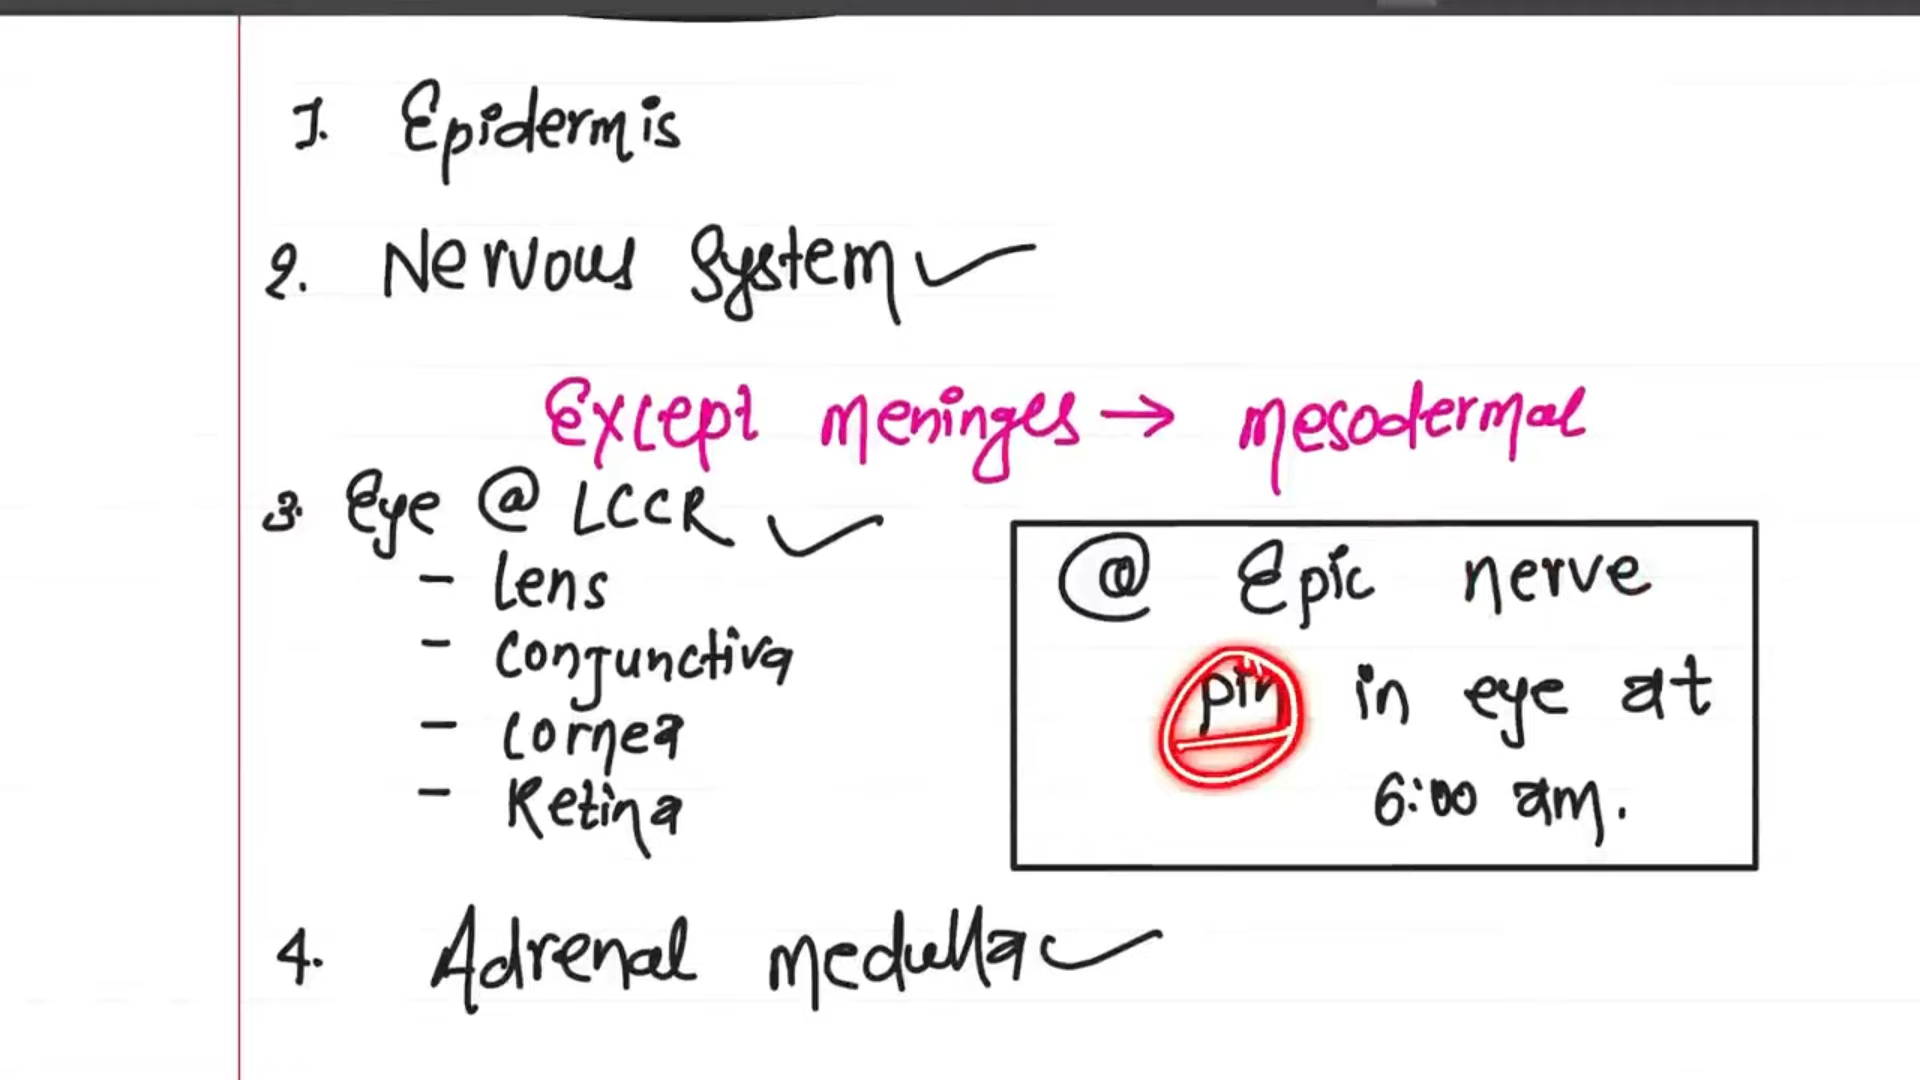 1. Epidermis
2. Nervous System
Except meninges → mesodermal
3. Eye @ LCCR
- Lens
- Conjunctiva
- Cornea
- Retina
@ Epic nerve
pin in eye at
6:00 am.
4. Adrenal medulla